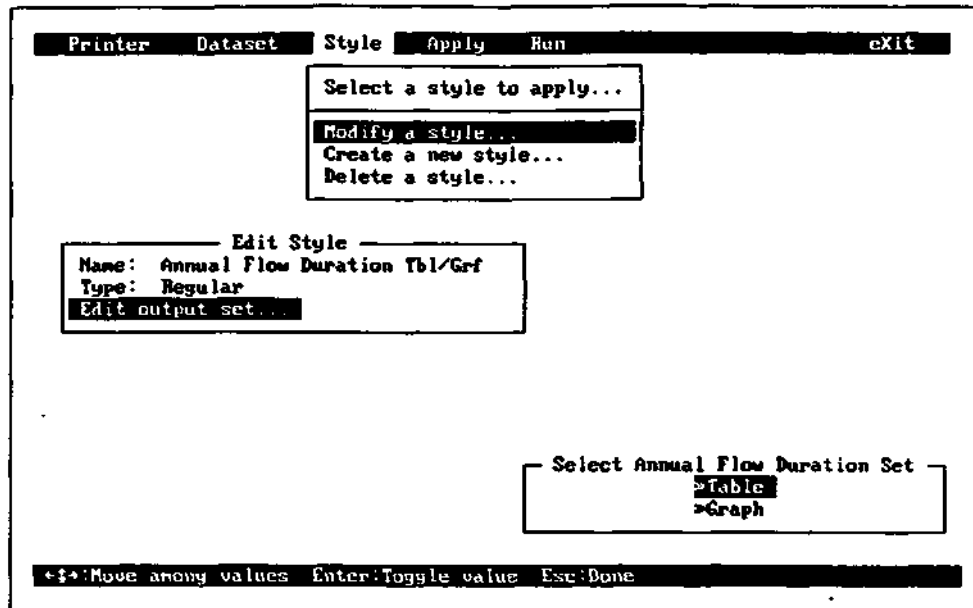 Printer Dataset Style Apply Run eXit
Select a style to apply...
Modify a style...
Create a new style...
Delete a style...
Edit Style
Name: Annual Flow Duration Tbl/Grf
Type: Regular
Edit output set...
Select Annual Flow Duration Set
»Table
»Graph
←↕→:Move among values Enter:Toggle value Esc:Done